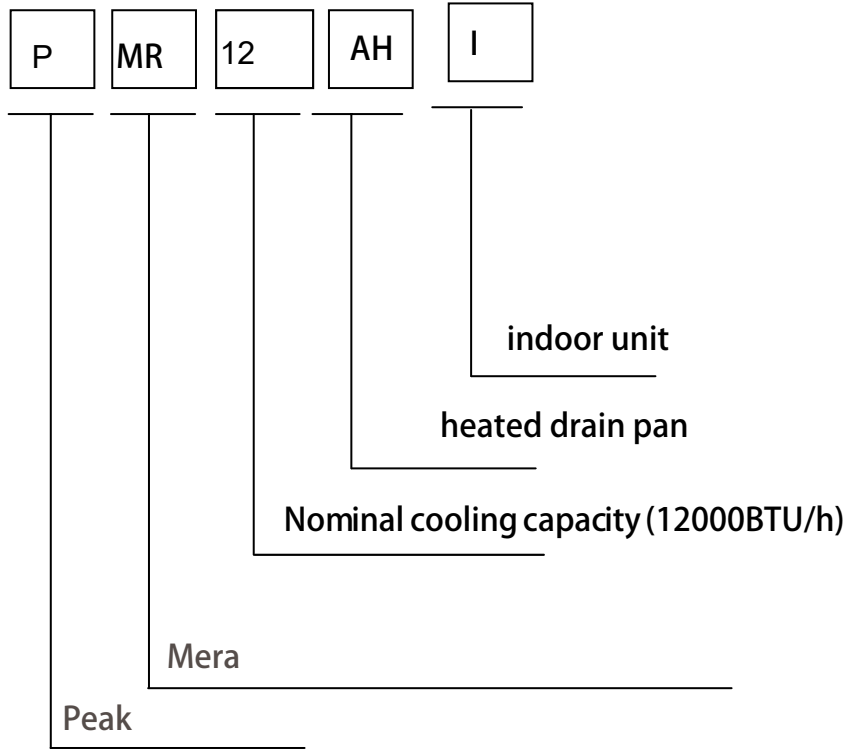 P MR 12 AH I
indoor unit
heated drain pan
Nominal cooling capacity (12000BTU/h)
Mera
Peak